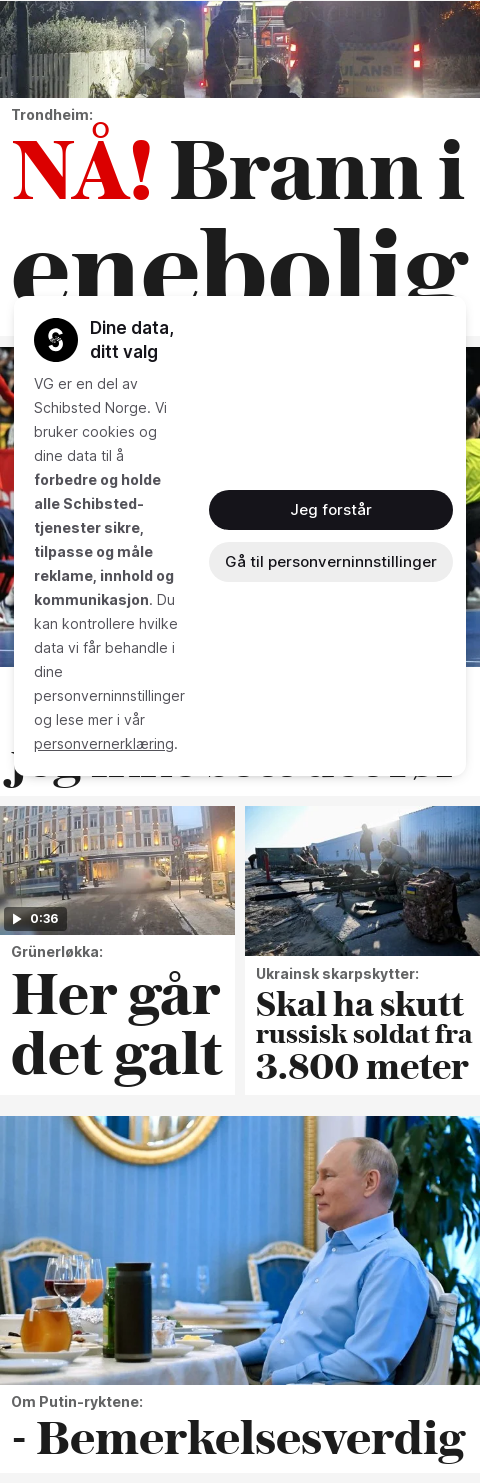 Trondheim:
NÅ! Brann i
enebolig
Dine data,
ditt valg
VG er en del av
Schibsted Norge. Vi
bruker cookies og
dine data til å
forbedre og holde
alle Schibsted-
tjenester sikre,
tilpasse og måle
reklame, innhold og
kommunikasjon. Du
kan kontrollere hvilke
data vi får behandle i
dine
personverninnstillinger
og lese mer i vår
personvernerklæring.
Jeg forstår
Gå til personverninnstillinger
0:36
Grünerløkka:
Her går
det galt
Ukrainsk skarpskytter:
Skal ha skutt
russisk soldat fra
3.800 meter
Om Putin-ryktene:
- Bemerkelsesverdig